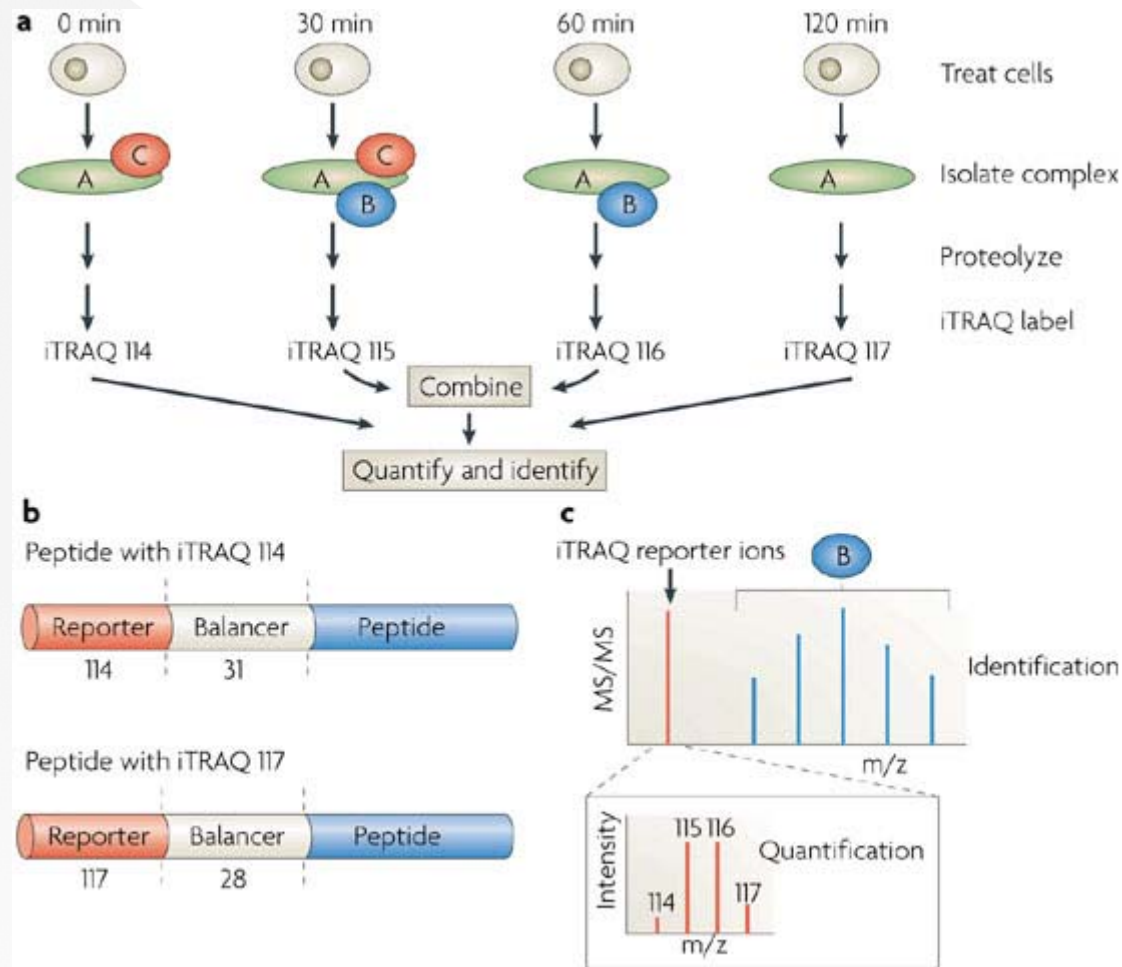 a 0 min 30 min 60 min 120 min
Treat cells
C C
A A A A
B B
Isolate complex
Proteolyze
iTRAQ label
iTRAQ 114 iTRAQ 115 iTRAQ 116 iTRAQ 117
Combine
Quantify and identify
b
Peptide with iTRAQ 114
Reporter Balancer Peptide
114 31
Peptide with iTRAQ 117
Reporter Balancer Peptide
117 28
c
iTRAQ reporter ions
B
MS/MS
Identification
m/z
115 116
Quantification
Intensity
114
117
m/z